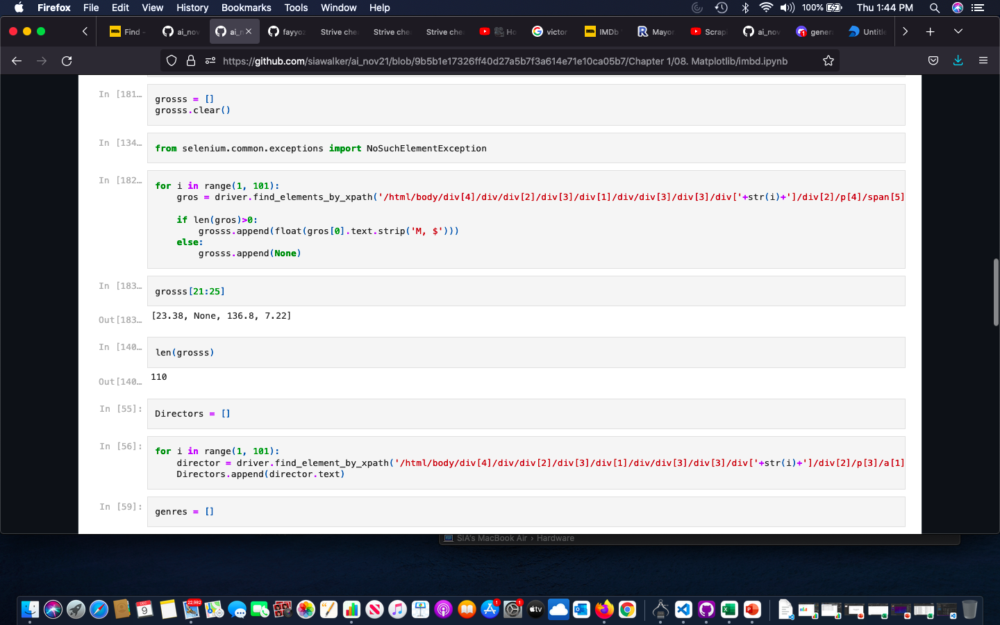 Firefox File Edit View History Bookmarks Tools Window Help 100% Thu 1:44 PM
IMDb Find - ai_nov ai_n fayyoz Strive che Strive che Strive che Ho victor IMDb IMDb Mayor Scrapi ai_nov gener Untitle
https://github.com/siawalker/ai_nov21/blob/9b5b1e17326ff40d27a5b7f3a614e71e10ca05b7/Chapter 1/08. Matplotlib/imbd.ipynb
In [181…
grosss = []
grosss.clear()
In [134…
from selenium.common.exceptions import NoSuchElementException
In [182…
for i in range(1, 101):
gros = driver.find_elements_by_xpath('/html/body/div[4]/div/div[2]/div[3]/div[1]/div/div[3]/div[3]/div['+str(i)+']/div[2]/p[4]/span[5]
if len(gros)>0:
grosss.append(float(gros[0].text.strip('M, $')))
else:
grosss.append(None)
In [183…
grosss[21:25]
Out[183…
[23.38, None, 136.8, 7.22]
In [140…
len(grosss)
Out[140…
110
In [55]:
Directors = []
In [56]:
for i in range(1, 101):
director = driver.find_element_by_xpath('/html/body/div[4]/div/div[2]/div[3]/div[1]/div/div[3]/div[3]/div['+str(i)+']/div[2]/p[3]/a[1]
Directors.append(director.text)
In [59]:
genres = []
SIA's MacBook Air › Hardware
DEC 9 22,982 1 1 tv